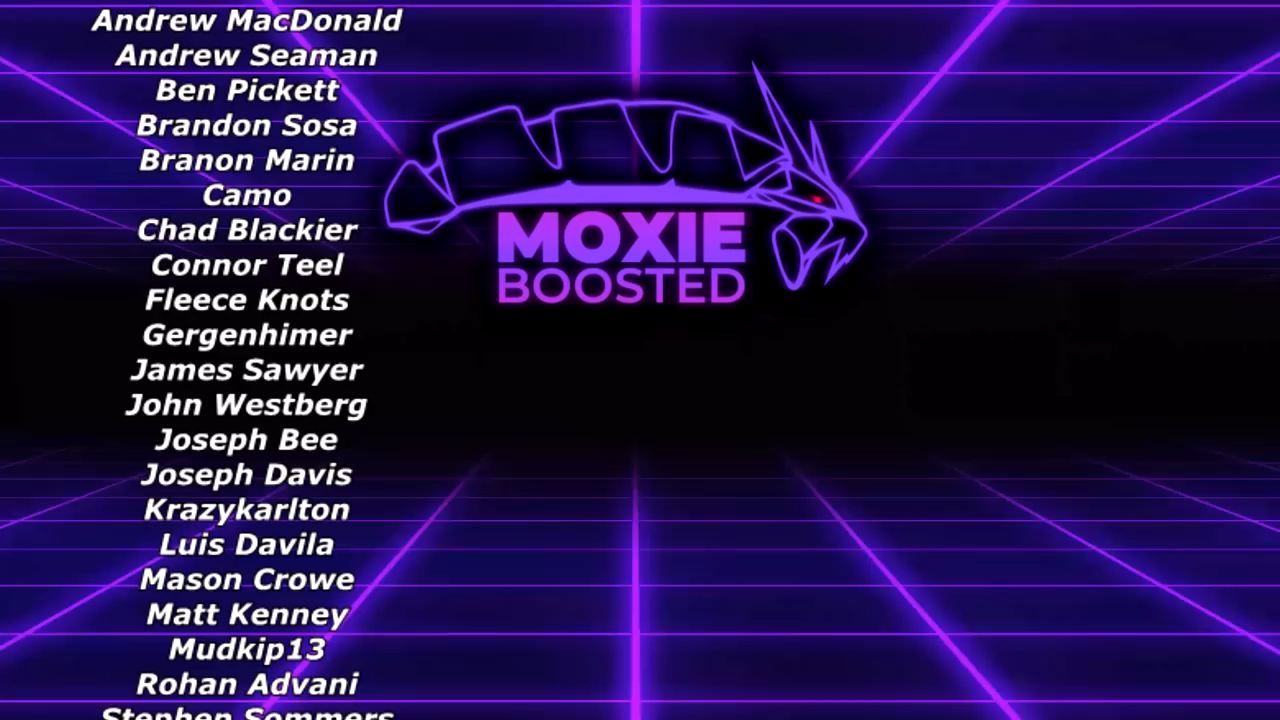 Andrew MacDonald
Andrew Seaman
Ben Pickett
Brandon Sosa
Branon Marin
Camo
Chad Blackier
Connor Teel
Fleece Knots
Gergenhimer
James Sawyer
John Westberg
Joseph Bee
Joseph Davis
Krazykarlton
Luis Davila
Mason Crowe
Matt Kenney
Mudkip13
Rohan Advani
Stephen Sommers
MOXIE
BOOSTED